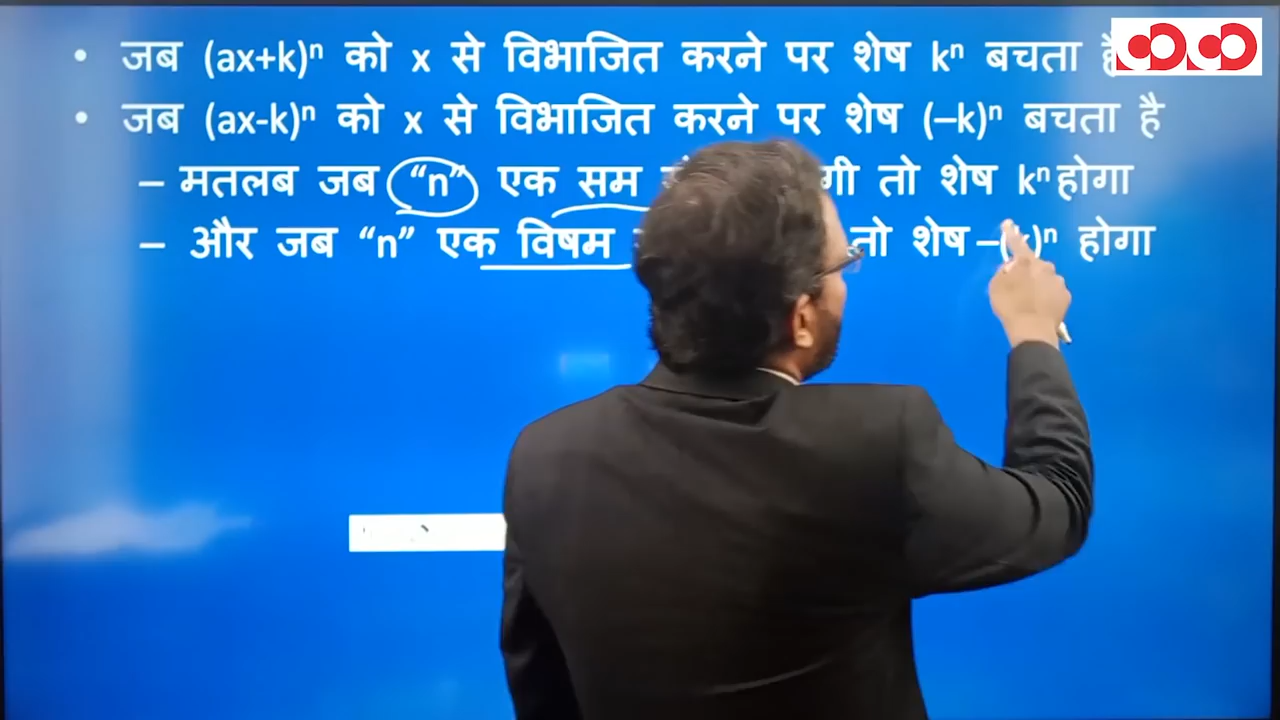 • जब (ax+k)ⁿ को x से विभाजित करने पर शेष kⁿ बचता
• जब (ax-k)ⁿ को x से विभाजित करने पर शेष (–k)ⁿ बचता है
– मतलब जब “n” एक सम तो शेष kⁿ होगा
– और जब “n” एक विषम तो शेष –(k)ⁿ होगा